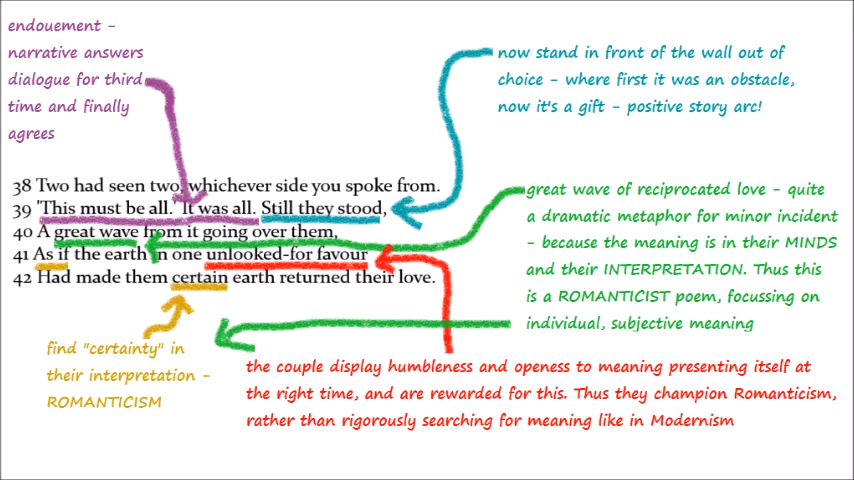 endouement -
narrative answers
dialogue for third
time and finally
agrees
now stand in front of the wall out of
choice - where first it was an obstacle,
now it's a gift - positive story arc!
38 Two had seen two, whichever side you spoke from.
39 'This must be all.' It was all. Still they stood,
40 A great wave from it going over them,
41 As if the earth in one unlooked-for favour
42 Had made them certain earth returned their love.
great wave of reciprocated love - quite
a dramatic metaphor for minor incident
- because the meaning is in their MINDS
and their INTERPRETATION. Thus this
is a ROMANTICIST poem, focussing on
individual, subjective meaning
find "certainty" in
their interpretation -
ROMANTICISM
the couple display humbleness and openess to meaning presenting itself at
the right time, and are rewarded for this. Thus they champion Romanticism,
rather than rigorously searching for meaning like in Modernism